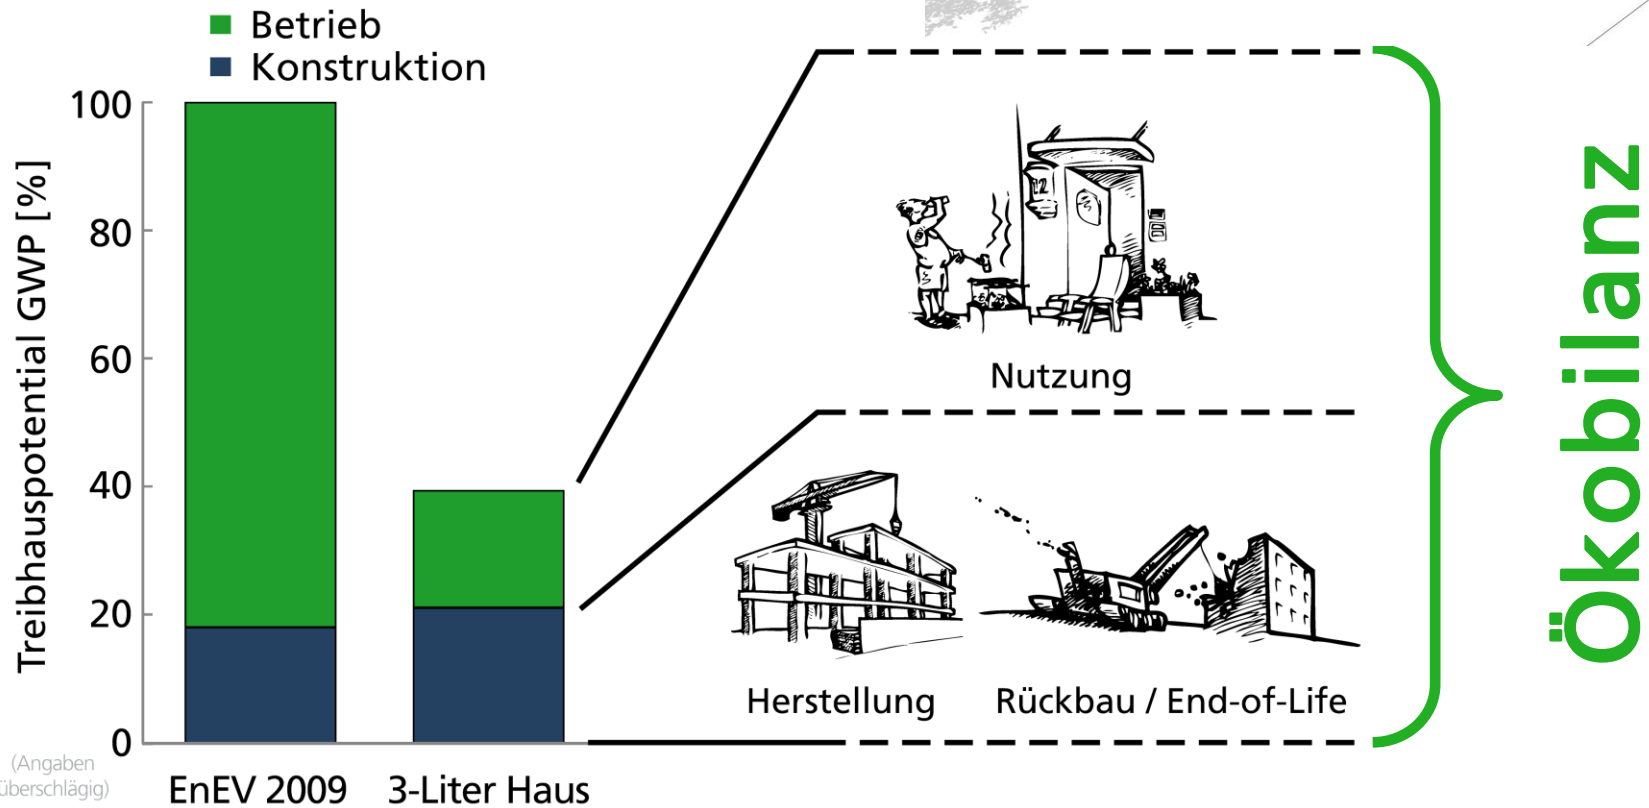 Betrieb
Konstruktion
Treibhauspotential GWP [%]
100
80
60
40
20
0
(Angaben
überschlägig)
EnEV 2009
3-Liter Haus
12
Nutzung
Herstellung
Rückbau / End-of-Life
Ökobilanz